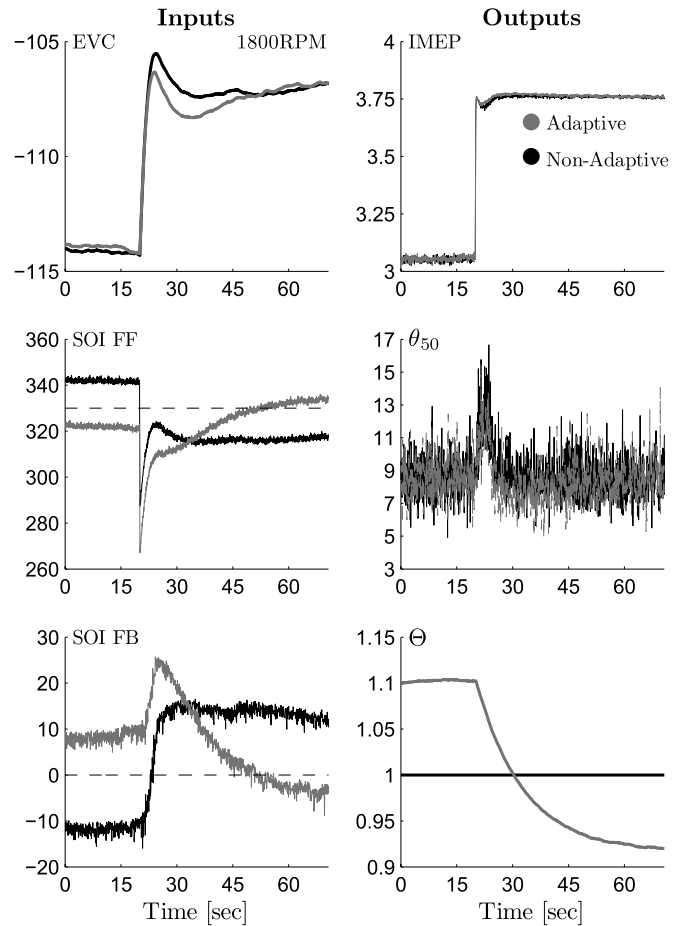 Inputs
Outputs
EVC 1800RPM
−105
−110
−115
0 15 30 45 60
IMEP
4
3.75
3.5
3.25
3
0 15 30 45 60
Adaptive
Non-Adaptive
SOI FF
360
340
320
300
280
260
0 15 30 45 60
θ50
17
15
13
11
9
7
5
3
0 15 30 45 60
SOI FB
30
20
10
0
−10
−20
0 15 30 45 60
Time [sec]
Θ
1.15
1.1
1.05
1
0.95
0.9
0 15 30 45 60
Time [sec]